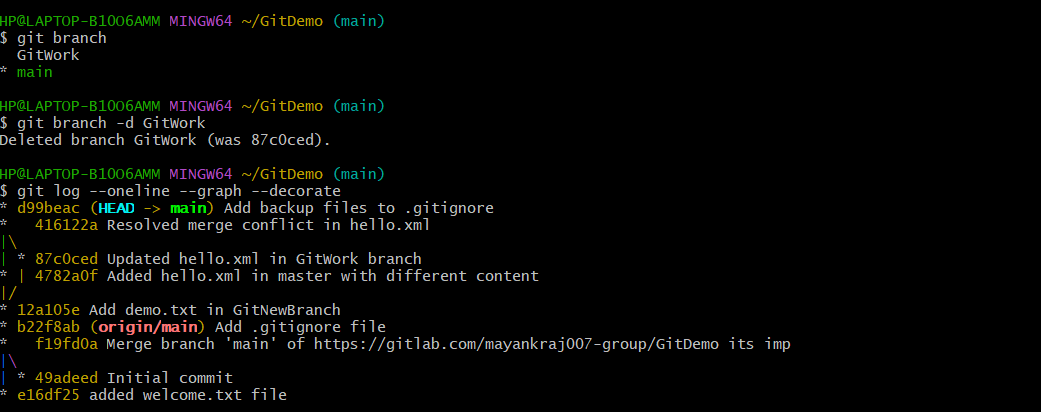 HP@LAPTOP-B1OO6AMM MINGW64 ~/GitDemo (main)
$ git branch
  GitWork
* main

HP@LAPTOP-B1OO6AMM MINGW64 ~/GitDemo (main)
$ git branch -d GitWork
Deleted branch GitWork (was 87c0ced).

HP@LAPTOP-B1OO6AMM MINGW64 ~/GitDemo (main)
$ git log --oneline --graph --decorate
* d99beac (HEAD -> main) Add backup files to .gitignore
*   416122a Resolved merge conflict in hello.xml
|\
| * 87c0ced Updated hello.xml in GitWork branch
* | 4782a0f Added hello.xml in master with different content
|/
* 12a105e Add demo.txt in GitNewBranch
* b22f8ab (origin/main) Add .gitignore file
*   f19fd0a Merge branch 'main' of https://gitlab.com/mayankraj007-group/GitDemo its imp
|\
| * 49adeed Initial commit
* e16df25 added welcome.txt file